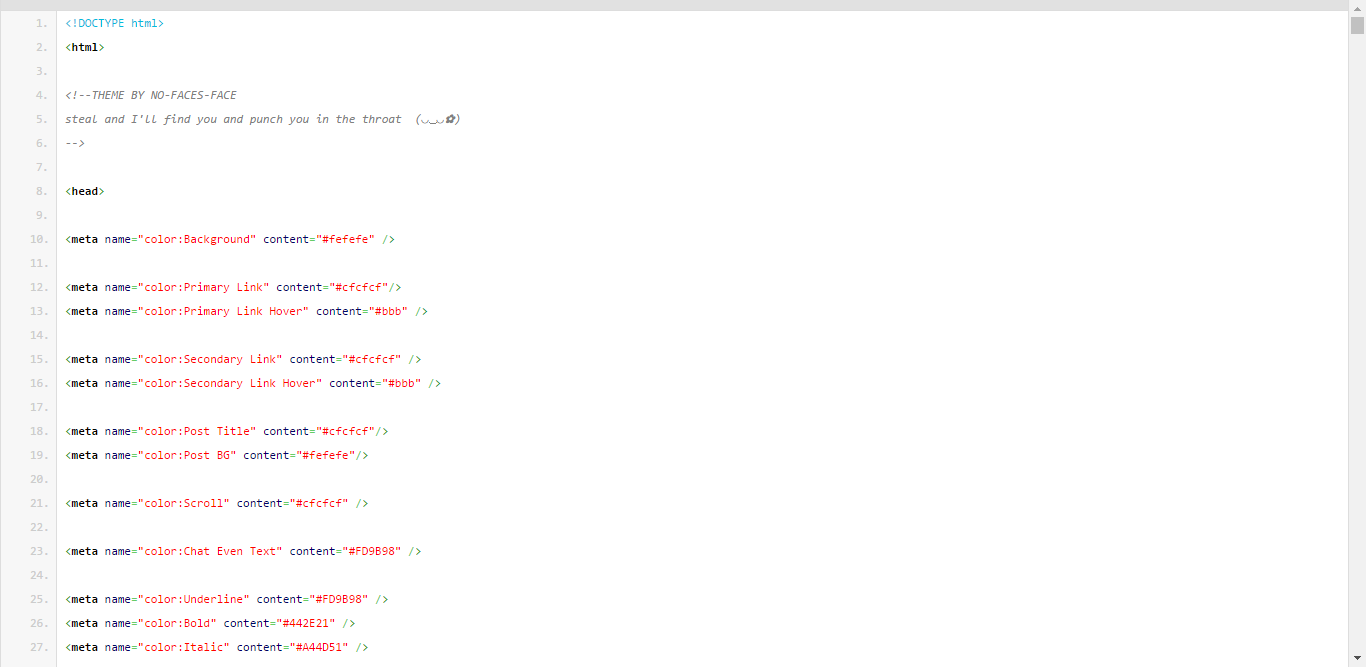 1. <!DOCTYPE html>
2. <html>
3.
4. <!--THEME BY NO-FACES-FACE
5. steal and I'll find you and punch you in the throat  (◡‿◡✿)
6. -->
7.
8. <head>
9.
10. <meta name="color:Background" content="#fefefe" />
11.
12. <meta name="color:Primary Link" content="#cfcfcf"/>
13. <meta name="color:Primary Link Hover" content="#bbb" />
14.
15. <meta name="color:Secondary Link" content="#cfcfcf" />
16. <meta name="color:Secondary Link Hover" content="#bbb" />
17.
18. <meta name="color:Post Title" content="#cfcfcf"/>
19. <meta name="color:Post BG" content="#fefefe"/>
20.
21. <meta name="color:Scroll" content="#cfcfcf" />
22.
23. <meta name="color:Chat Even Text" content="#FD9B98" />
24.
25. <meta name="color:Underline" content="#FD9B98" />
26. <meta name="color:Bold" content="#442E21" />
27. <meta name="color:Italic" content="#A44D51" />